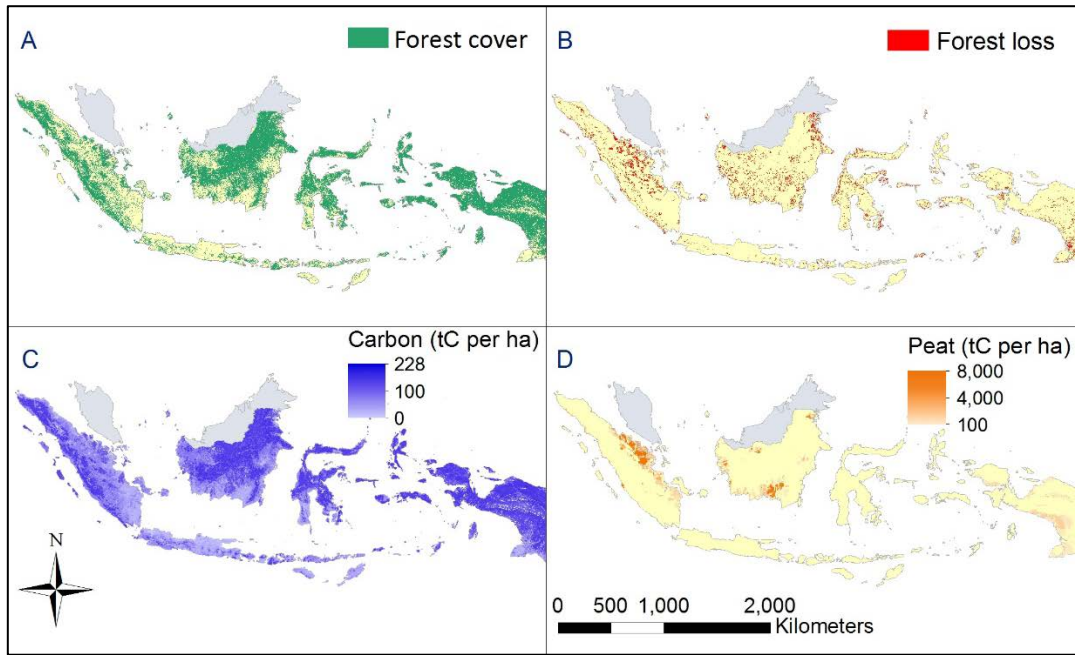 A
Forest cover
B
Forest loss
C
Carbon (tC per ha)
228
100
0
N
D
Peat (tC per ha)
8,000
4,000
100
0 500 1,000 2,000
Kilometers